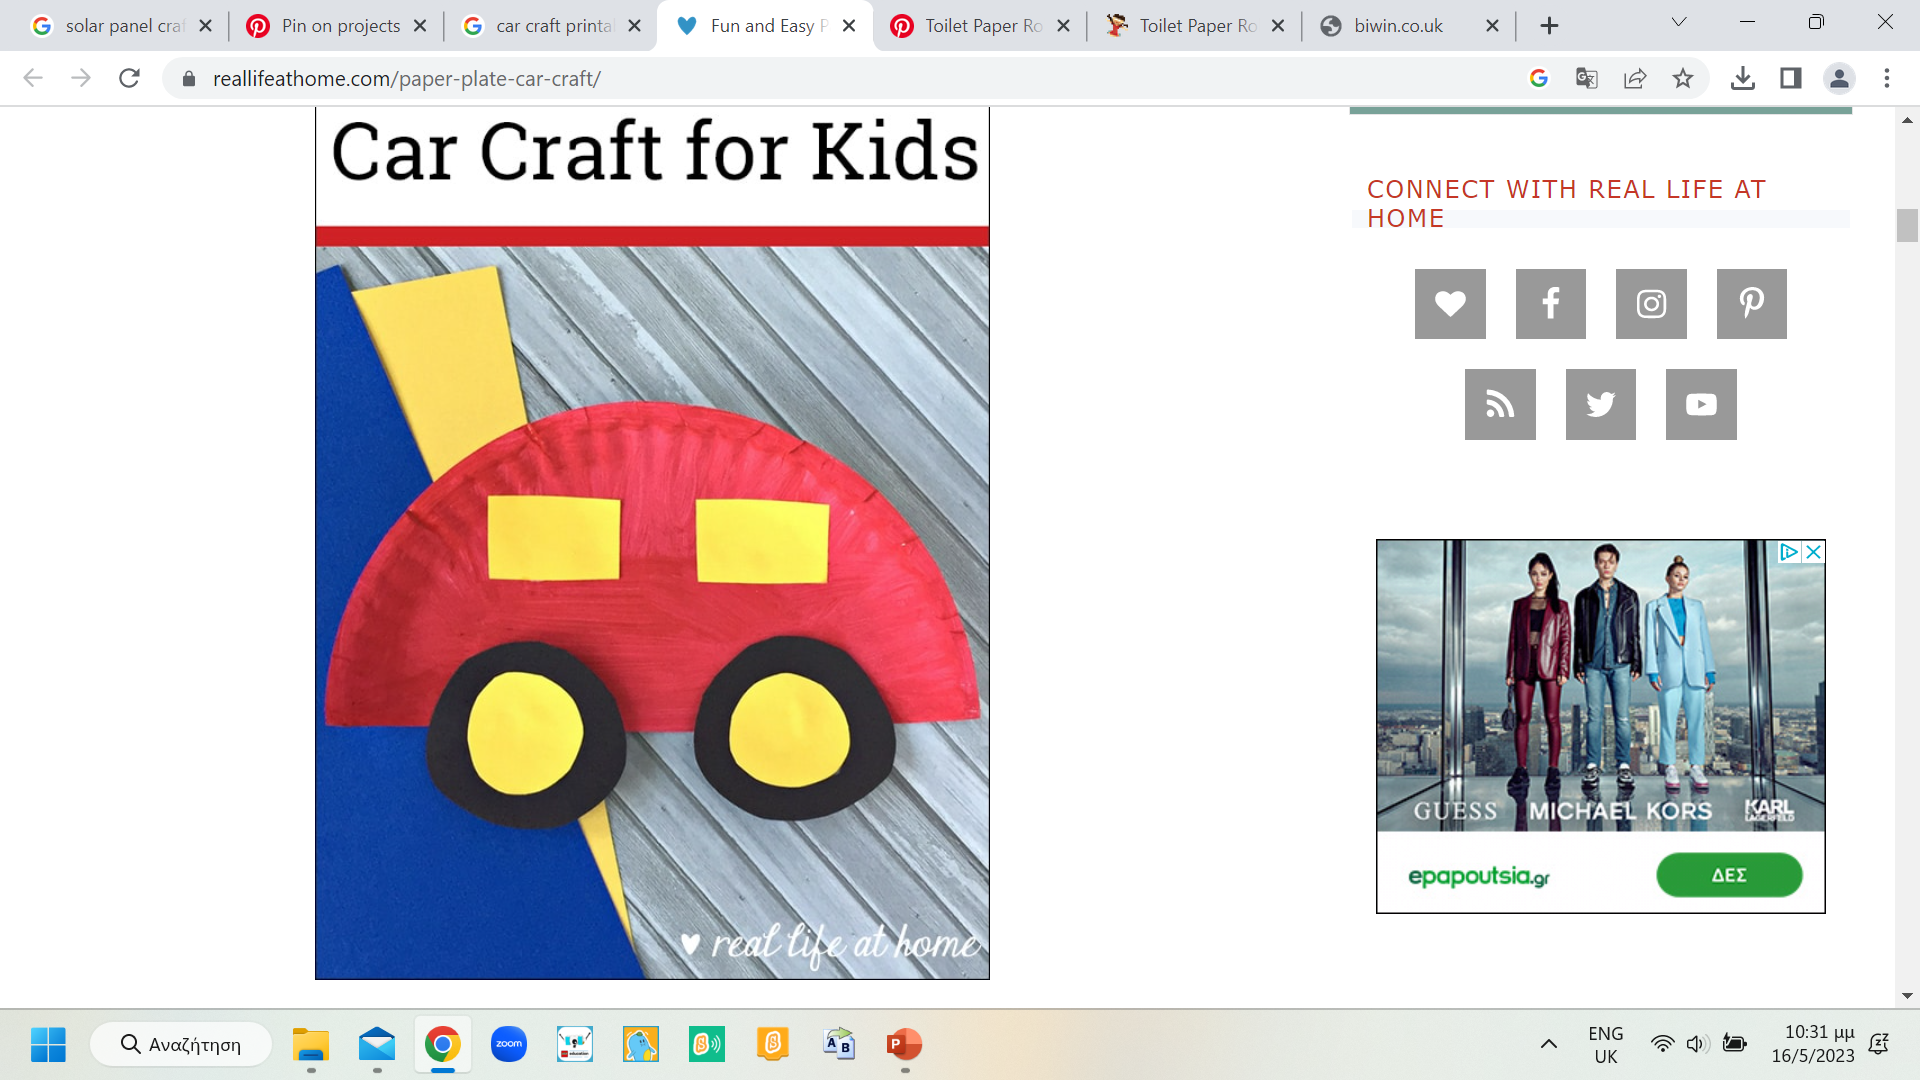 solar panel cra
Pin on projects
car craft printa
Fun and Easy P
Toilet Paper Ro
Toilet Paper Ro
biwin.co.uk
reallifeathome.com/paper-plate-car-craft/
Car Craft for Kids
real life at home
CONNECT WITH REAL LIFE AT
HOME
GUESS MICHAEL KORS KARL
LAGERFELD
epapoutsia.gr
ΔΕΣ
Αναζήτηση
zoom
education
A B
P
ENG
UK
10:31 μμ
16/5/2023